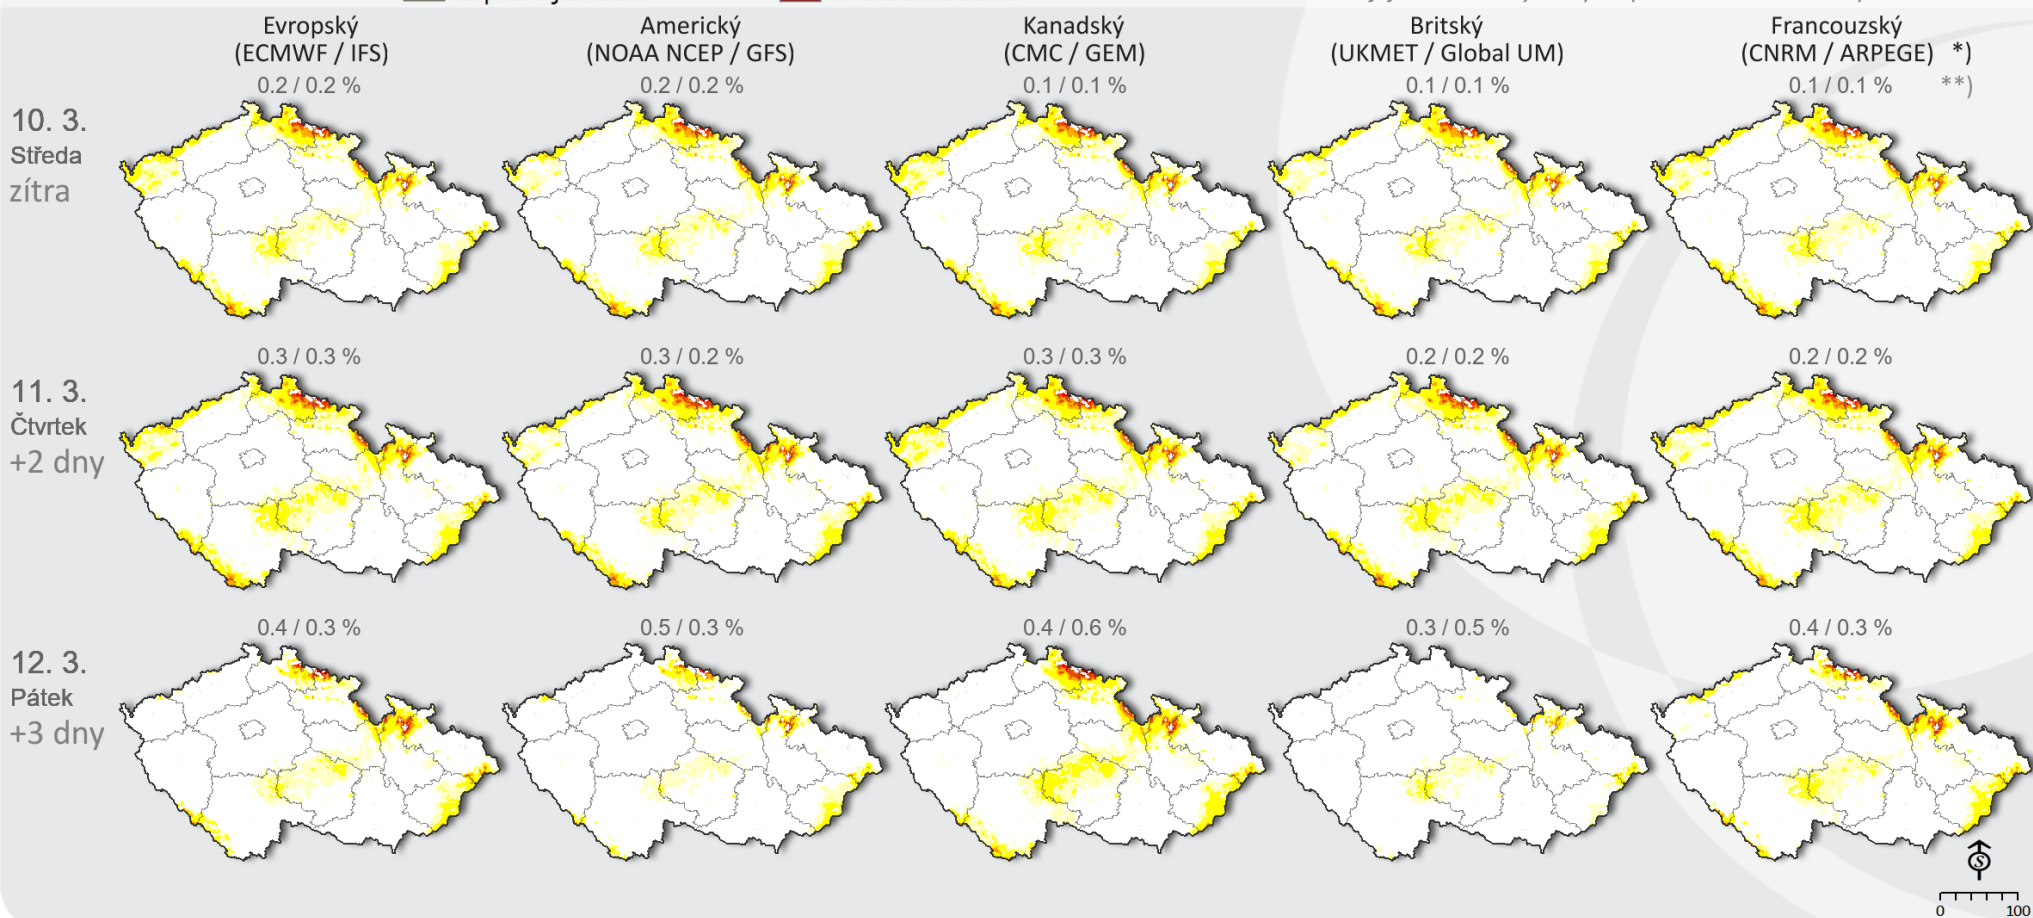 Evropský
(ECMWF / IFS)
Americký
(NOAA NCEP / GFS)
Kanadský
(CMC / GEM)
Britský
(UKMET / Global UM)
Francouzský
(CNRM / ARPEGE) *)
0.2 / 0.2 %
0.2 / 0.2 %
0.1 / 0.1 %
0.1 / 0.1 %
0.1 / 0.1 % **)
10. 3.
Středa
zítra
0.3 / 0.3 %
0.3 / 0.2 %
0.3 / 0.3 %
0.2 / 0.2 %
0.2 / 0.2 %
11. 3.
Čtvrtek
+2 dny
0.4 / 0.3 %
0.5 / 0.3 %
0.4 / 0.6 %
0.3 / 0.5 %
0.4 / 0.3 %
12. 3.
Pátek
+3 dny
S
0 100